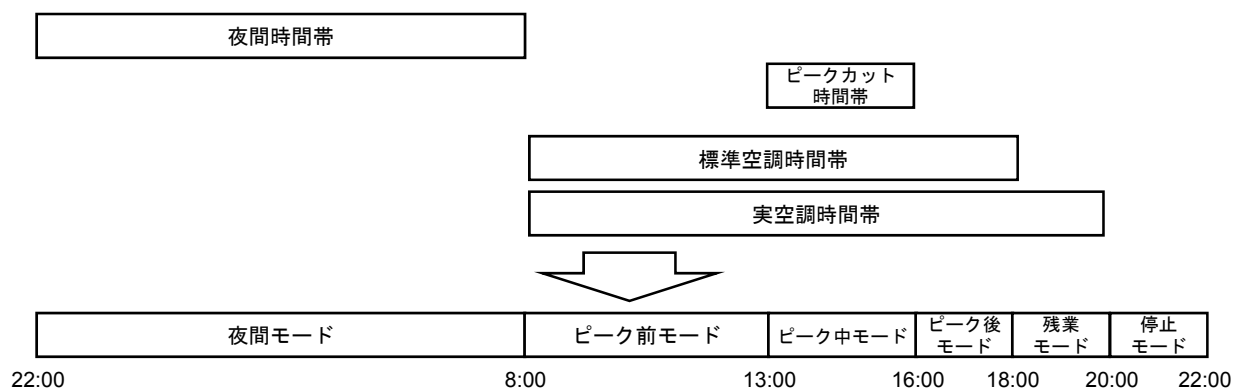 夜間時間帯
ピークカット
時間帯
標準空調時間帯
実空調時間帯
夜間モード
ピーク前モード
ピーク中モード
ピーク後
モード
残業
モード
停止
モード
22:00
8:00
13:00
16:00
18:00
20:00
22:00